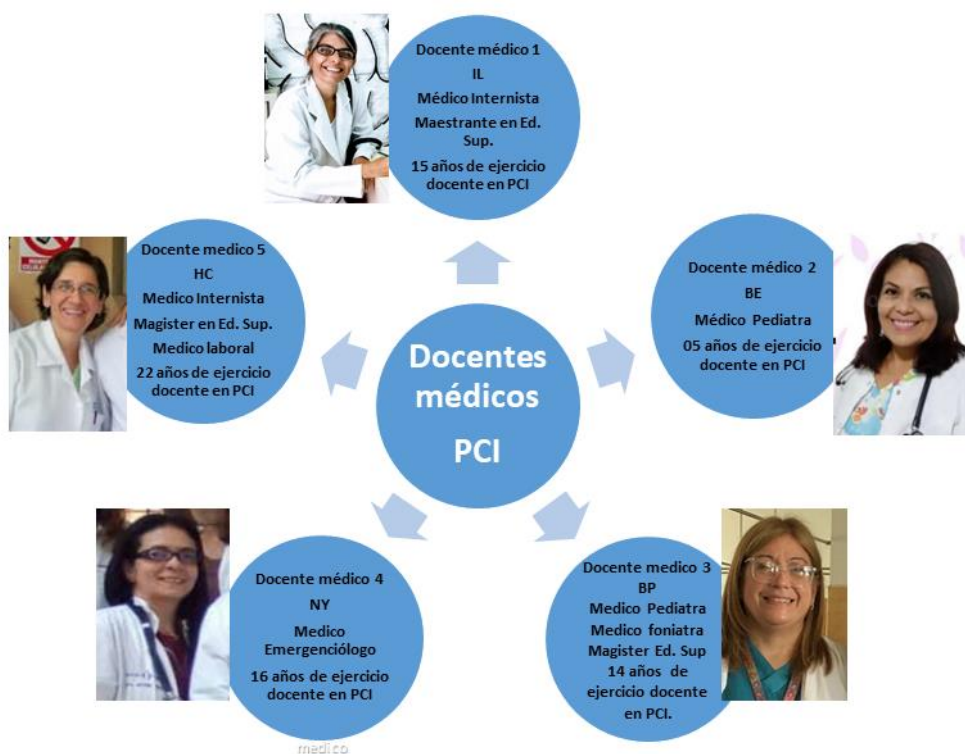 Docente médico 1
IL
Médico Internista
Maestrante en Ed.
Sup.
15 años de ejercicio
docente en PCI
Docente médico 2
BE
Médico Pediatra
05 años de ejercicio
docente en PCI
Docente medico 3
BP
Medico Pediatra
Medico foniatra
Magister Ed. Sup
14 años de
ejercicio docente
en PCI.
Docente médico 4
NY
Medico
Emergenciólogo
16 años de ejercicio
docente en PCI
Docente medico 5
HC
Medico Internista
Magister en Ed. Sup.
Medico laboral
22 años de ejercicio
docente en PCI
Docentes
médicos
PCI
medico